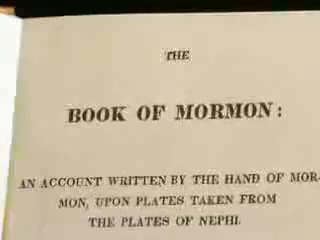 THE
BOOK OF MORMON:
AN ACCOUNT WRITTEN BY THE HAND OF MOR-
MON, UPON PLATES TAKEN FROM
THE PLATES OF NEPHI.